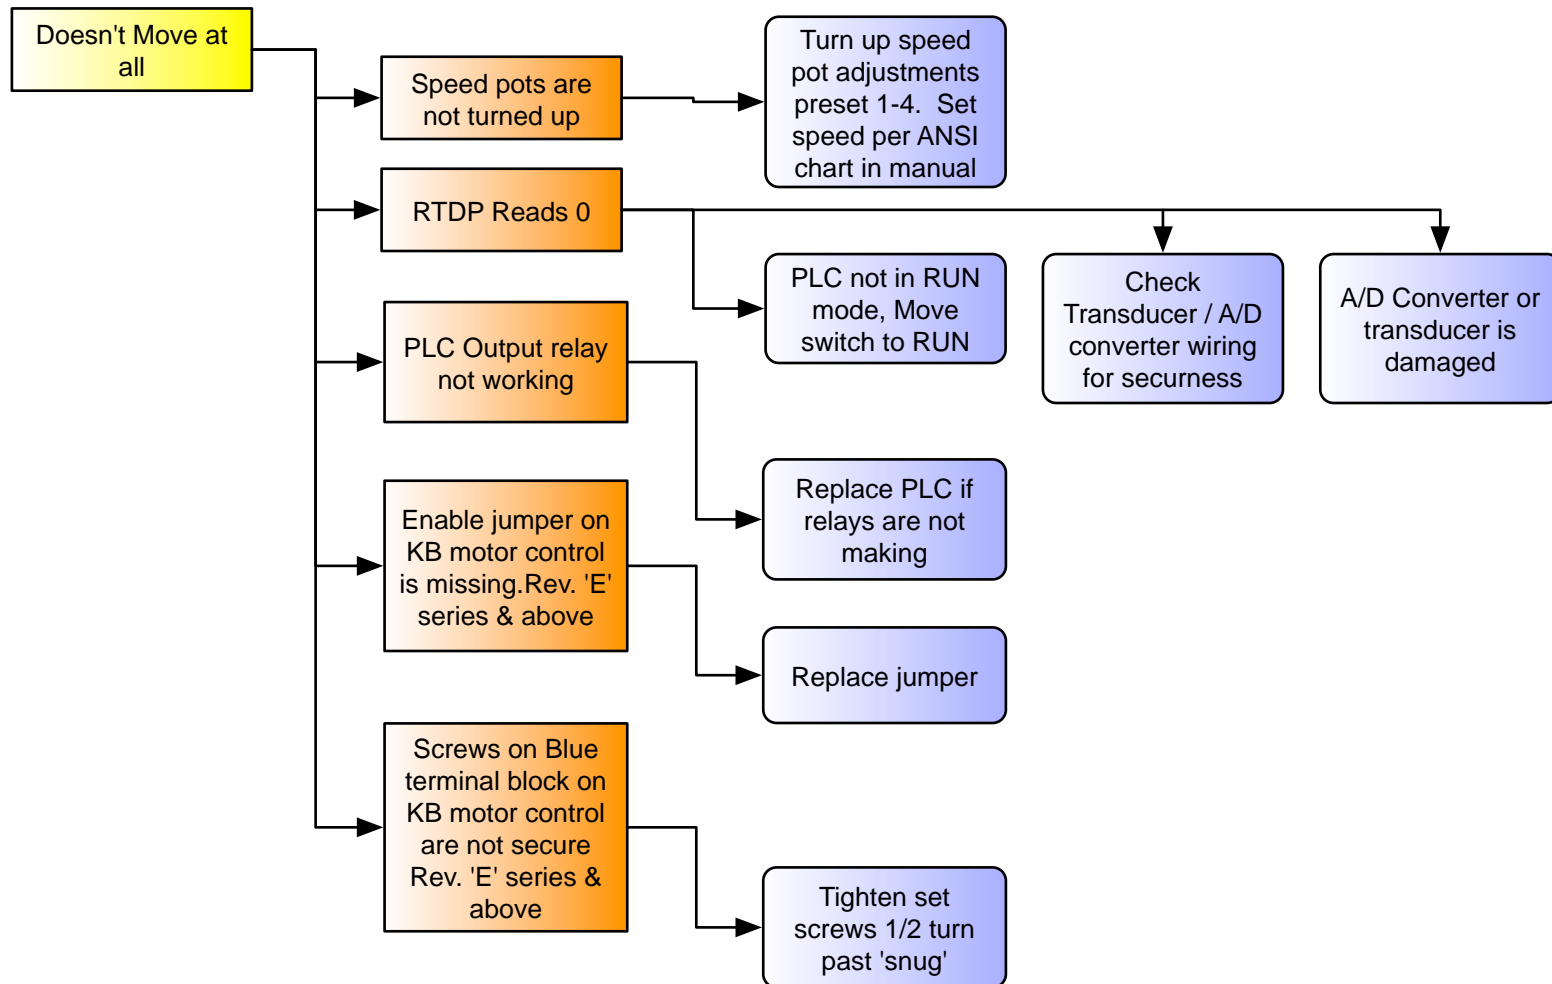 Doesn't Move at
all
Speed pots are
not turned up
Turn up speed
pot adjustments
preset 1-4.  Set
speed per ANSI
chart in manual
RTDP Reads 0
PLC not in RUN
mode, Move
switch to RUN
Check
Transducer / A/D
converter wiring
for securness
A/D Converter or
transducer is
damaged
PLC Output relay
not working
Replace PLC if
relays are not
making
Enable jumper on
KB motor control
is missing.Rev. 'E'
series & above
Replace jumper
Screws on Blue
terminal block on
KB motor control
are not secure
Rev. 'E' series &
above
Tighten set
screws 1/2 turn
past 'snug'